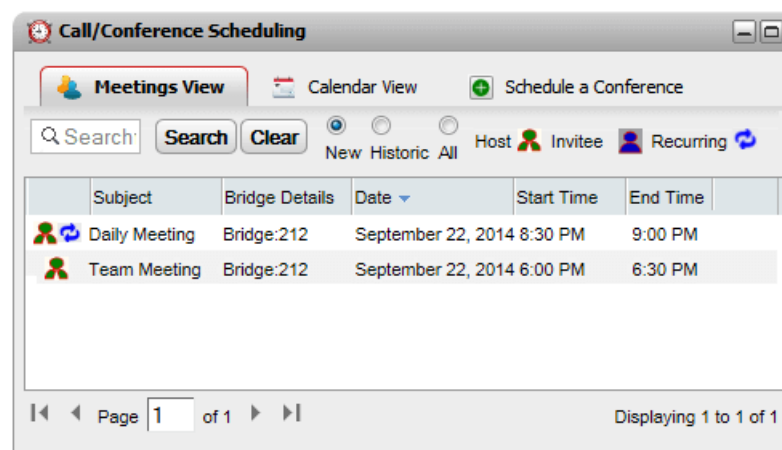 Call/Conference Scheduling
Meetings View Calendar View Schedule a Conference
Search Search Clear New Historic All Host Invitee Recurring
Subject Bridge Details Date Start Time End Time
Daily Meeting Bridge:212 September 22, 2014 8:30 PM 9:00 PM
Team Meeting Bridge:212 September 22, 2014 6:00 PM 6:30 PM
Page 1 of 1 Displaying 1 to 1 of 1